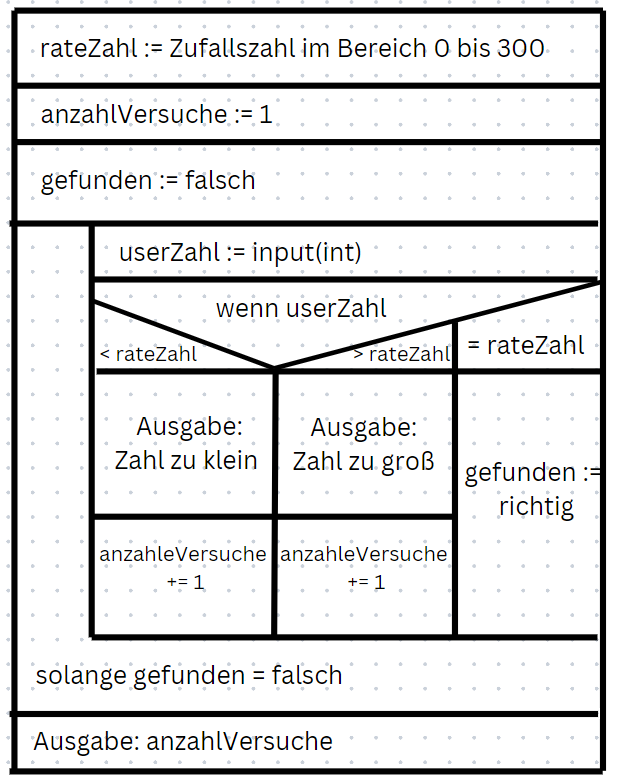 rateZahl := Zufallszahl im Bereich 0 bis 300
anzahlVersuche := 1
gefunden := falsch
userZahl := input(int)
wenn userZahl
< rateZahl
> rateZahl
= rateZahl
Ausgabe:
Zahl zu klein
Ausgabe:
Zahl zu groß
gefunden :=
richtig
anzahleVersuche
+= 1
anzahleVersuche
+= 1
solange gefunden = falsch
Ausgabe: anzahlVersuche